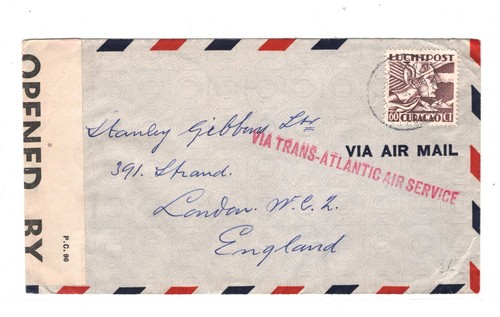 OPENED BY
P.C. 90
LUCHTPOST
60 CURAÇAO CT
Stanley Gibbons Ltd
VIA AIR MAIL
VIA TRANS-ATLANTIC AIR SERVICE
391. Strand.
London. W.C.2.
England